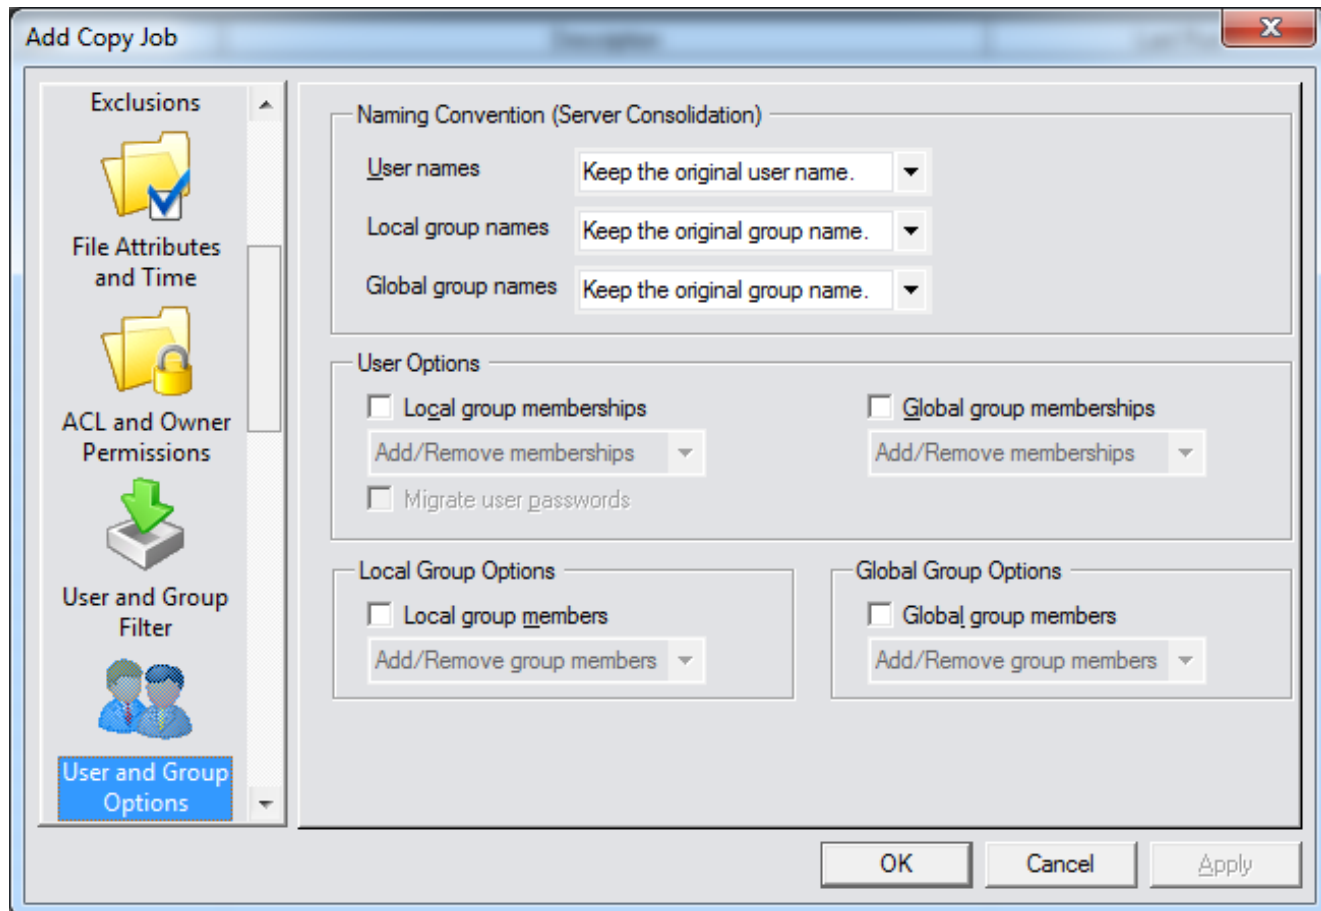 Add Copy Job
Description
Exclusions
File Attributes
and Time
ACL and Owner
Permissions
User and Group
Filter
User and Group
Options
Naming Convention (Server Consolidation)
User names
Keep the original user name.
Local group names
Keep the original group name.
Global group names
Keep the original group name.
User Options
Local group memberships
Global group memberships
Add/Remove memberships
Add/Remove memberships
Migrate user passwords
Local Group Options
Global Group Options
Local group members
Global group members
Add/Remove group members
Add/Remove group members
OK
Cancel
Apply